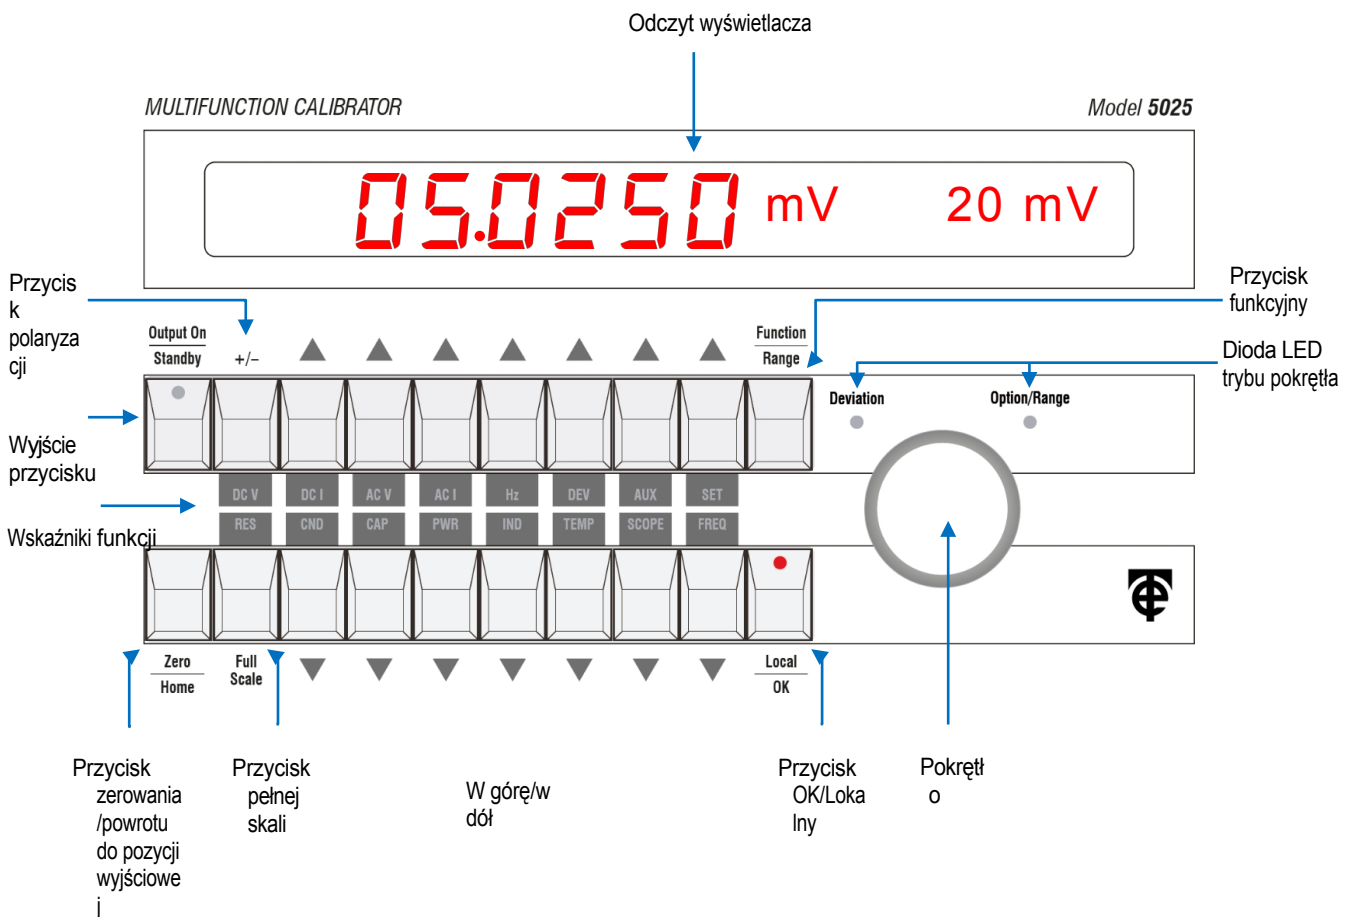 Odczyt wyświetlacza
MULTIFUNCTION CALIBRATOR
Model 5025
05.0250 mV 20 mV
Przycis
k
polaryza
cji
Przycisk
funkcyjny
Output On
Standby
+/−
Function
Range
Dioda LED
trybu pokrętła
Deviation
Option/Range
Wyjście
przycisku
DC V DC I AC V AC I Hz DEV AUX SET
RES CND CAP PWR IND TEMP SCOPE FREQ
Wskaźniki funkcji
Zero
Home
Full
Scale
Local
OK
Przycisk
zerowania
/powrotu
do pozycji
wyjściowe
j
Przycisk
pełnej
skali
W górę/w
dół
Przycisk
OK/Loka
lny
Pokrętł
o